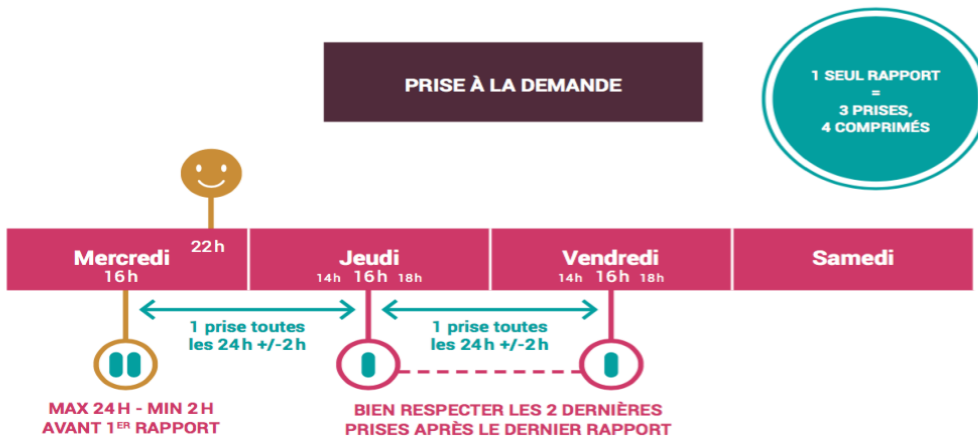 PRISE À LA DEMANDE
1 SEUL RAPPORT
=
3 PRISES,
4 COMPRIMÉS
22h
Mercredi
16h
Jeudi
14h 16h 18h
Vendredi
14h 16h 18h
Samedi
1 prise toutes
les 24h +/-2h
1 prise toutes
les 24h +/-2h
MAX 24H - MIN 2H
AVANT 1ER RAPPORT
BIEN RESPECTER LES 2 DERNIÈRES
PRISES APRÈS LE DERNIER RAPPORT